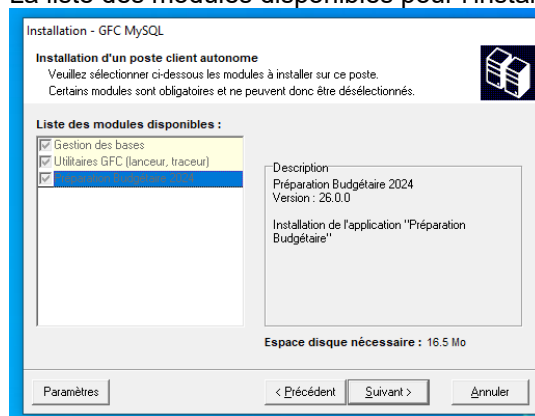 La liste des modules disponibles pour l'instal
Installation - GFC MySQL
Installation d'un poste client autonome
Veuillez sélectionner ci-dessous les modules à installer sur ce poste.
Certains modules sont obligatoires et ne peuvent donc être désélectionnés.
Liste des modules disponibles :
Gestion des bases
Utilitaires GFC (lanceur, traceur)
Préparation Budgétaire 2024
Description
Préparation Budgétaire 2024
Version : 26.0.0
Installation de l'application "Préparation
Budgétaire"
Espace disque nécessaire : 16.5 Mo
Paramètres
< Précédent
Suivant >
Annuler